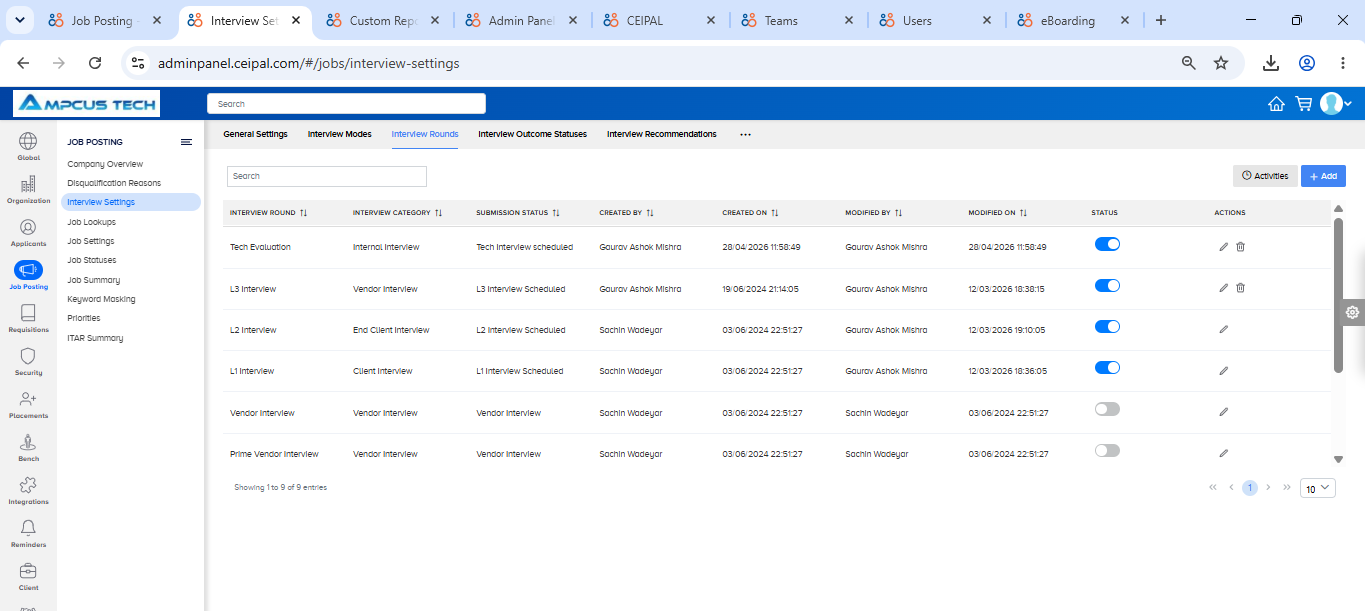 Job Posting -
Interview Set
Custom Repo
Admin Panel
CEIPAL
Teams
Users
eBoarding
adminpanel.ceipal.com/#/jobs/interview-settings
AMPCUS TECH
Search
Global
Organization
Applicants
Job Posting
Requisitions
Security
Placements
Bench
Integrations
Reminders
Client
JOB POSTING
Company Overview
Disqualification Reasons
Interview Settings
Job Lookups
Job Settings
Job Statuses
Job Summary
Keyword Masking
Priorities
ITAR Summary
General Settings Interview Modes Interview Rounds Interview Outcome Statuses Interview Recommendations ...
Search
Activities
+ Add
INTERVIEW ROUND INTERVIEW CATEGORY SUBMISSION STATUS CREATED BY CREATED ON MODIFIED BY MODIFIED ON STATUS ACTIONS
Tech Evaluation Internal Interview Tech Interview scheduled Gaurav Ashok Mishra 28/04/2026 11:58:49 Gaurav Ashok Mishra 28/04/2026 11:58:49
L3 Interview Vendor Interview L3 Interview Scheduled Gaurav Ashok Mishra 19/06/2024 21:14:05 Gaurav Ashok Mishra 12/03/2026 18:38:15
L2 Interview End Client Interview L2 Interview Scheduled Sachin Wadeyar 03/06/2024 22:51:27 Gaurav Ashok Mishra 12/03/2026 19:10:05
L1 Interview Client Interview L1 Interview Scheduled Sachin Wadeyar 03/06/2024 22:51:27 Gaurav Ashok Mishra 12/03/2026 18:36:05
Vendor Interview Vendor Interview Vendor Interview Sachin Wadeyar 03/06/2024 22:51:27 Sachin Wadeyar 03/06/2024 22:51:27
Prime Vendor Interview Vendor Interview Vendor Interview Sachin Wadeyar 03/06/2024 22:51:27 Sachin Wadeyar 03/06/2024 22:51:27
Showing 1 to 9 of 9 entries
« ‹ 1 › » 10